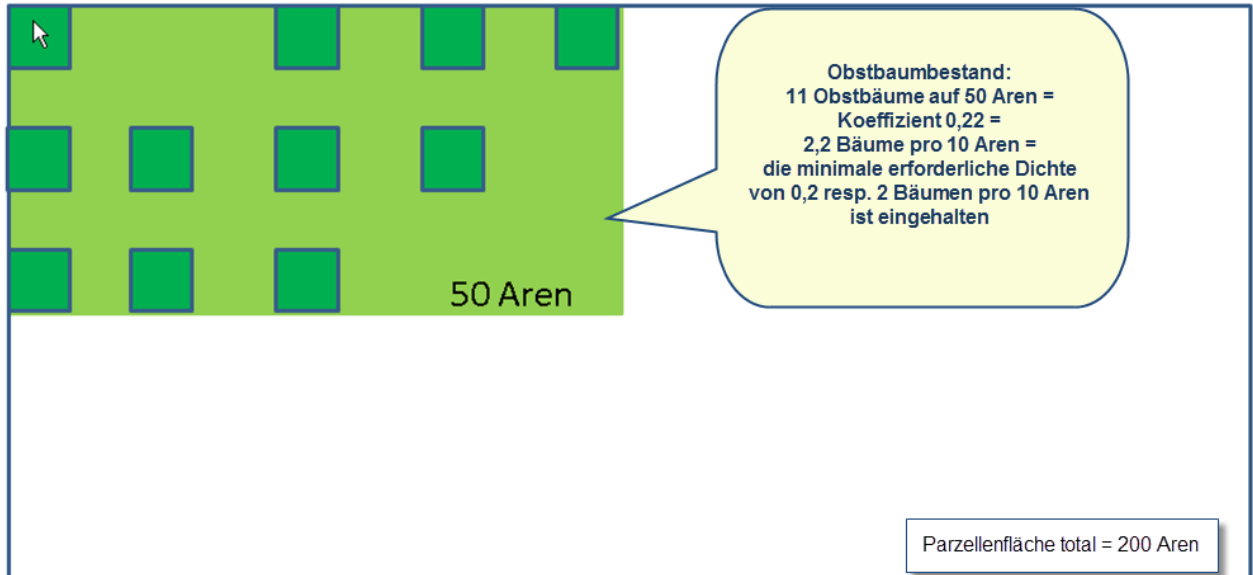 Obstbaumbestand:
11 Obstbäume auf 50 Aren =
Koeffizient 0,22 =
2,2 Bäume pro 10 Aren =
die minimale erforderliche Dichte
von 0,2 resp. 2 Bäumen pro 10 Aren
ist eingehalten
50 Aren
Parzellenfläche total = 200 Aren